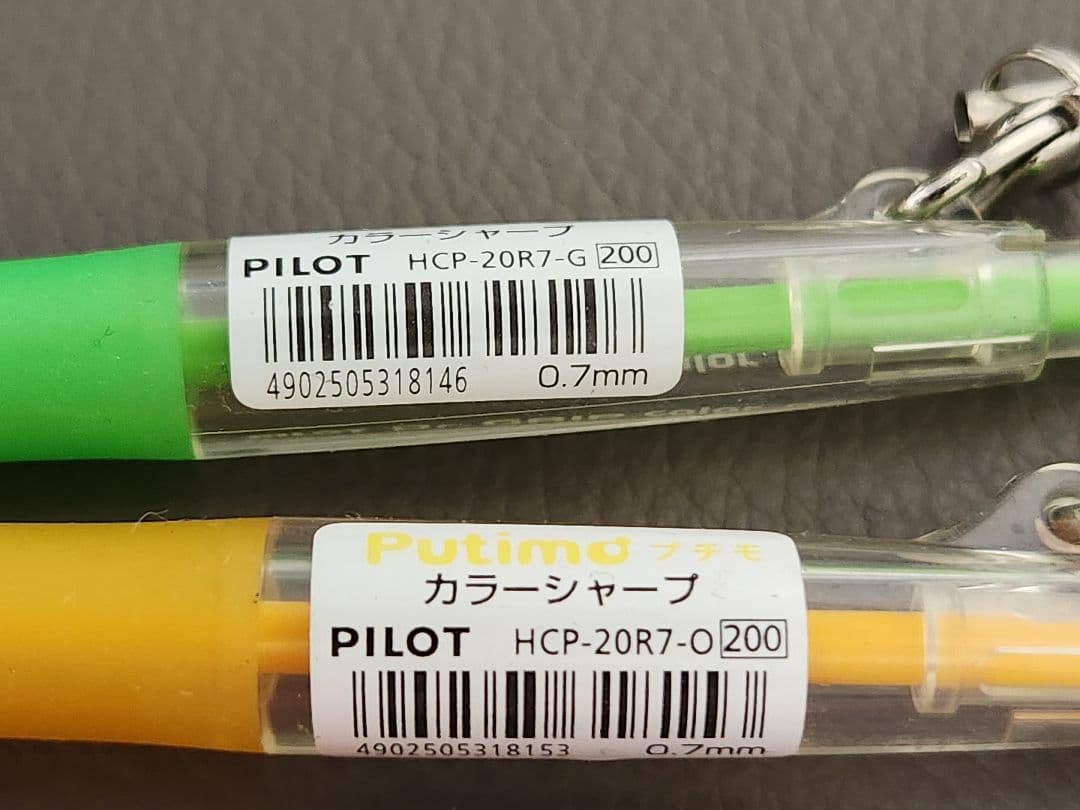 カラーシャープ
PILOT HCP-20R7-G 200
4902505318146 0.7mm
Putimo プチモ
カラーシャープ
PILOT HCP-20R7-O 200
4902505318153 0.7mm